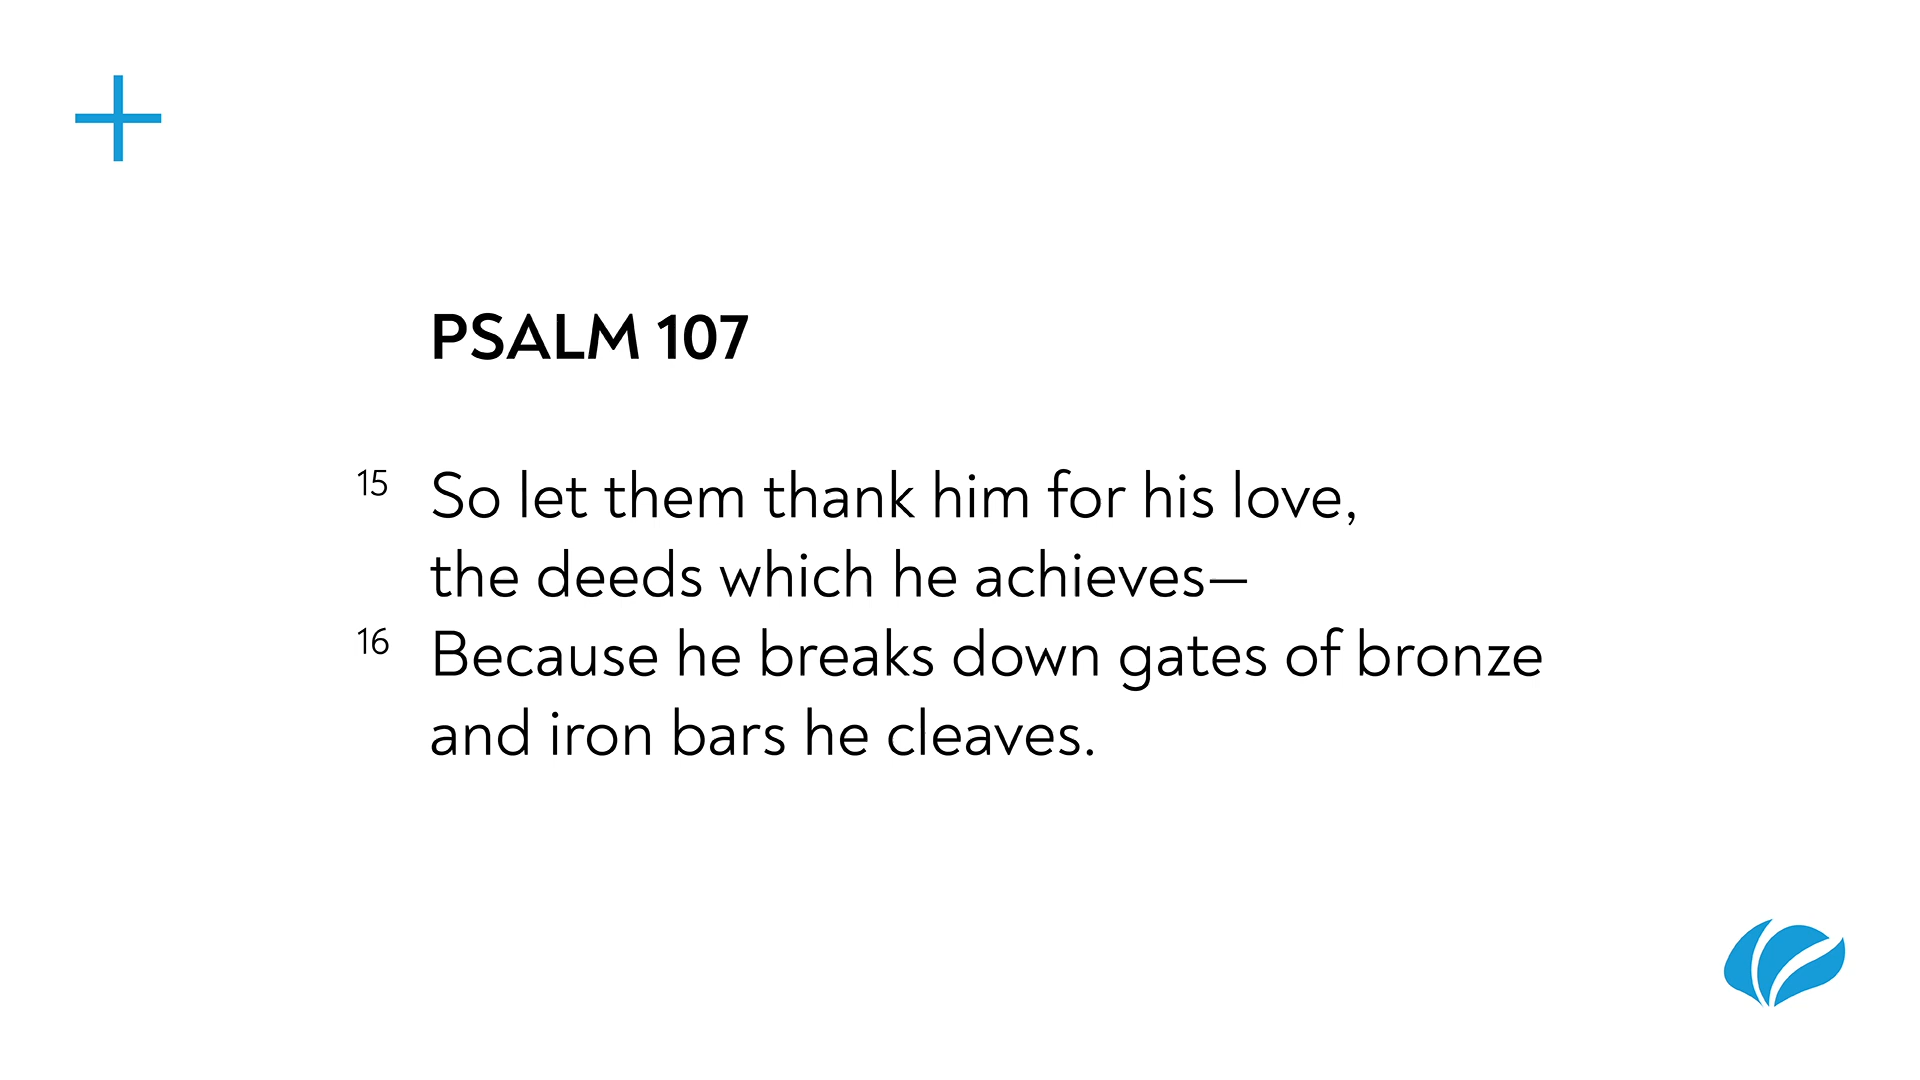 PSALM 107
15 So let them thank him for his love,
the deeds which he achieves—
16 Because he breaks down gates of bronze
and iron bars he cleaves.